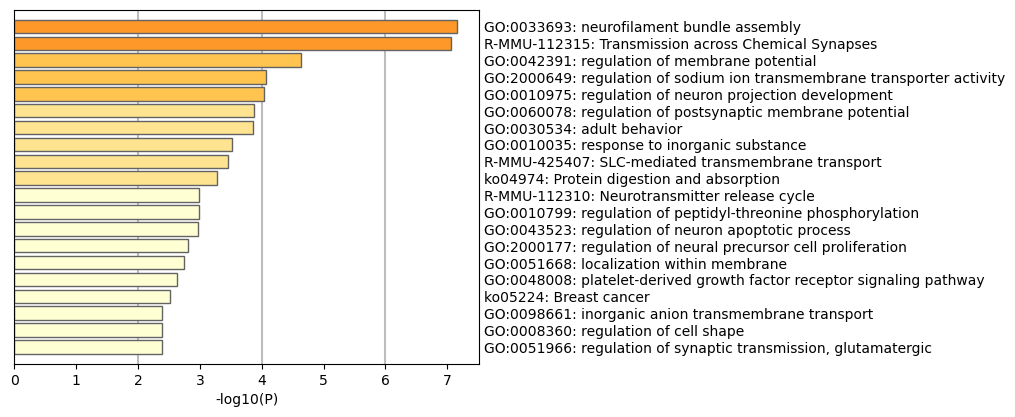 GO:0033693: neurofilament bundle assembly
R-MMU-112315: Transmission across Chemical Synapses
GO:0042391: regulation of membrane potential
GO:2000649: regulation of sodium ion transmembrane transporter activity
GO:0010975: regulation of neuron projection development
GO:0060078: regulation of postsynaptic membrane potential
GO:0030534: adult behavior
GO:0010035: response to inorganic substance
R-MMU-425407: SLC-mediated transmembrane transport
ko04974: Protein digestion and absorption
R-MMU-112310: Neurotransmitter release cycle
GO:0010799: regulation of peptidyl-threonine phosphorylation
GO:0043523: regulation of neuron apoptotic process
GO:2000177: regulation of neural precursor cell proliferation
GO:0051668: localization within membrane
GO:0048008: platelet-derived growth factor receptor signaling pathway
ko05224: Breast cancer
GO:0098661: inorganic anion transmembrane transport
GO:0008360: regulation of cell shape
GO:0051966: regulation of synaptic transmission, glutamatergic
0 1 2 3 4 5 6 7
-log10(P)